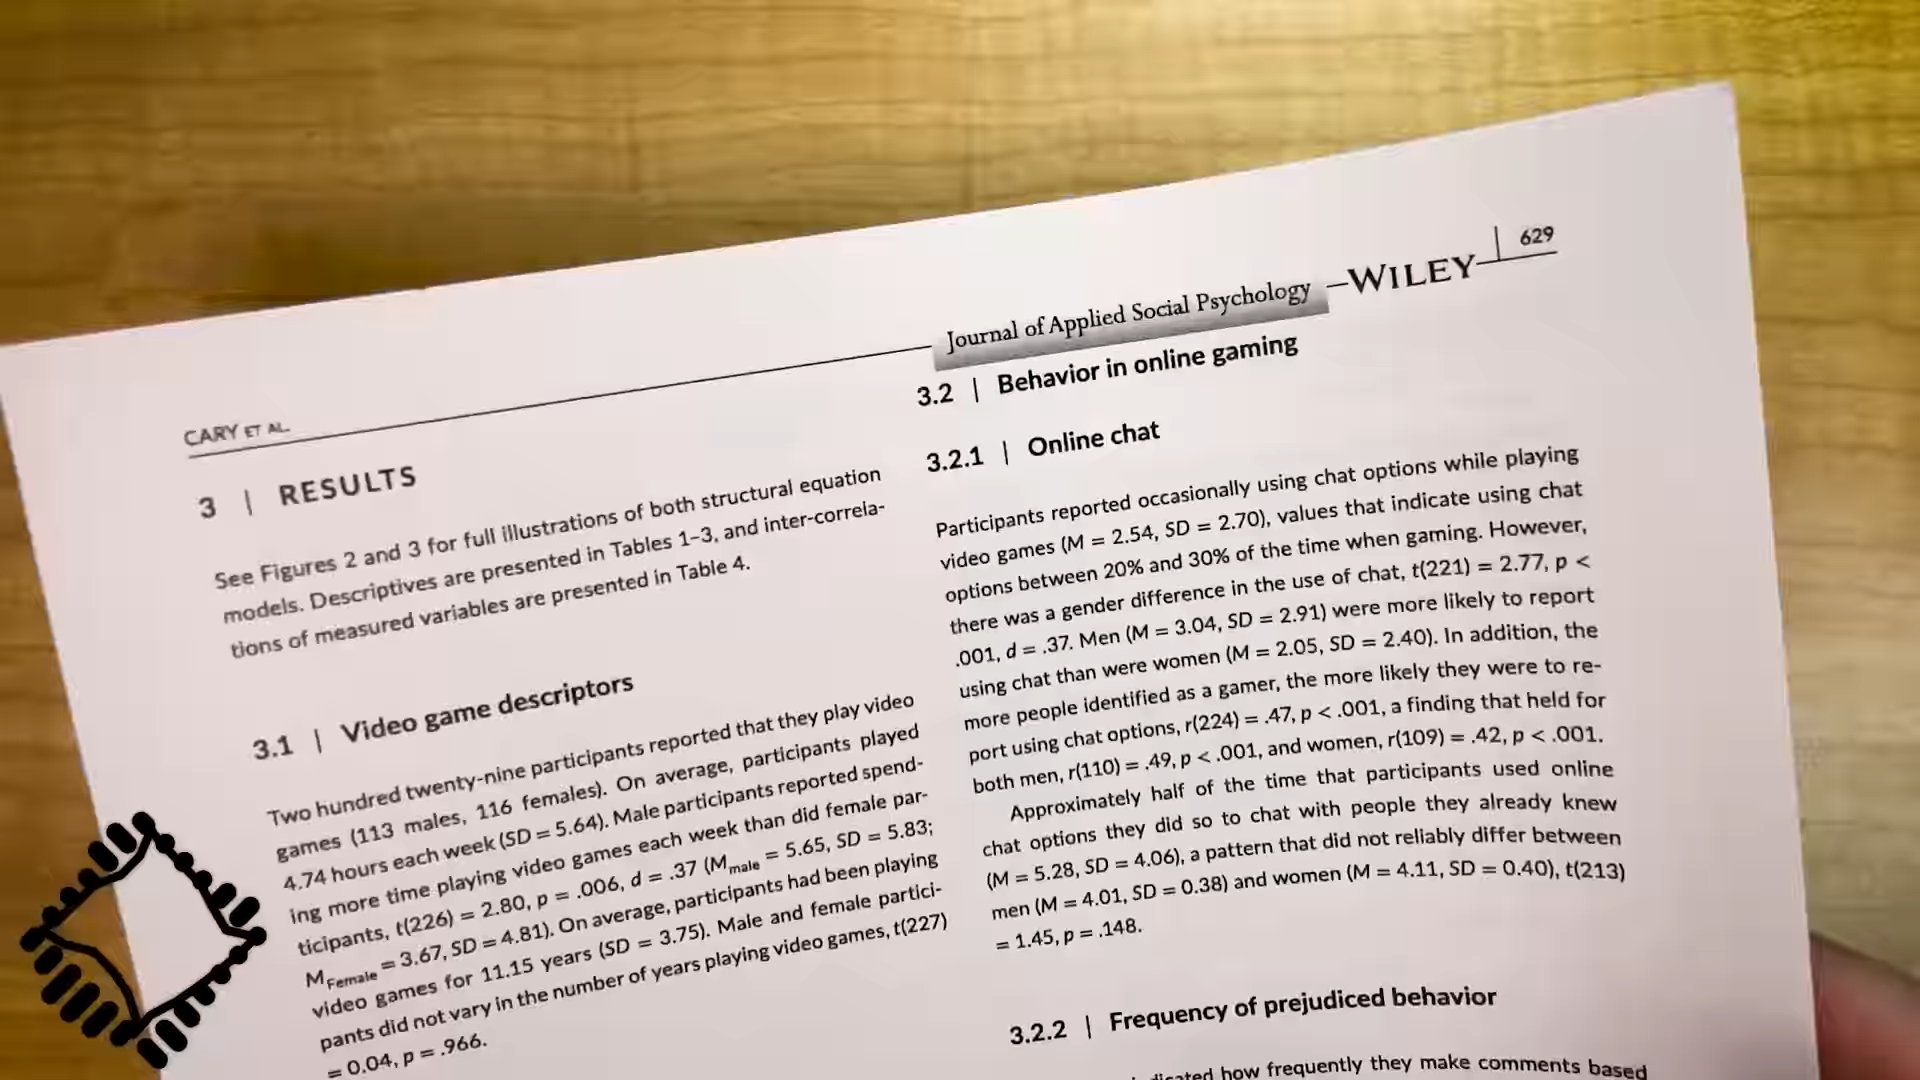 Journal of Applied Social Psychology
WILEY
629
CARY ET AL.
3 | RESULTS
See Figures 2 and 3 for full illustrations of both structural equation
models. Descriptives are presented in Tables 1–3, and inter-correla-
tions of measured variables are presented in Table 4.
3.1 | Video game descriptors
Two hundred twenty-nine participants reported that they play video
games (113 males, 116 females). On average, participants played
4.74 hours each week (SD = 5.64). Male participants reported spend-
ing more time playing video games each week than did female par-
ticipants, t(226) = 2.80, p = .006, d = .37 (Mmale = 5.65, SD = 5.83;
MFemale = 3.67, SD = 4.81). On average, participants had been playing
video games for 11.15 years (SD = 3.75). Male and female partici-
pants did not vary in the number of years playing video games, t(227)
= 0.04, p = .966.
3.2 | Behavior in online gaming
3.2.1 | Online chat
Participants reported occasionally using chat options while playing
video games (M = 2.54, SD = 2.70), values that indicate using chat
options between 20% and 30% of the time when gaming. However,
there was a gender difference in the use of chat, t(221) = 2.77, p <
.001, d = .37. Men (M = 3.04, SD = 2.91) were more likely to report
using chat than were women (M = 2.05, SD = 2.40). In addition, the
more people identified as a gamer, the more likely they were to re-
port using chat options, r(224) = .47, p < .001, a finding that held for
both men, r(110) = .49, p < .001, and women, r(109) = .42, p < .001.
Approximately half of the time that participants used online
chat options they did so to chat with people they already knew
(M = 5.28, SD = 4.06), a pattern that did not reliably differ between
men (M = 4.01, SD = 0.38) and women (M = 4.11, SD = 0.40), t(213)
= 1.45, p = .148.
3.2.2 | Frequency of prejudiced behavior
how frequently they make comments based